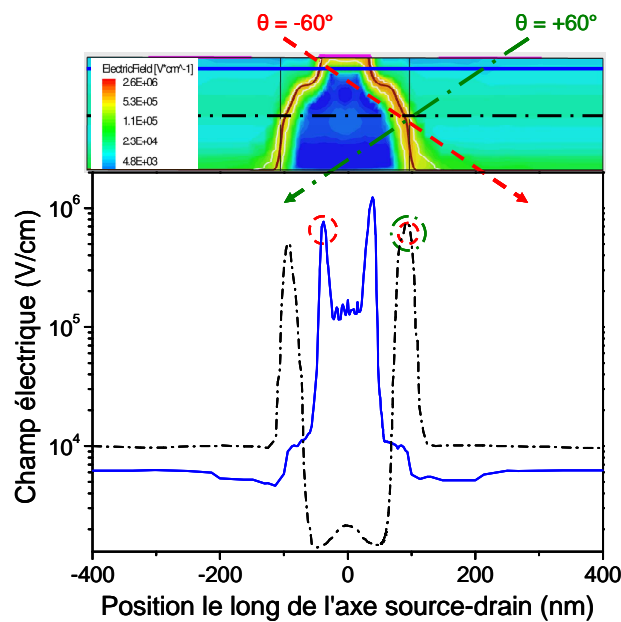 θ = -60° θ = +60°
ElectricField [V*cm^-1]
2.6E+06
5.3E+05
1.1E+05
2.3E+04
4.8E+03
Champ électrique (V/cm)
10⁶
10⁵
10⁴
-400 -200 0 200 400
Position le long de l'axe source-drain (nm)